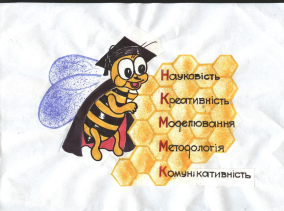 Науковість
Креативність
Моделювання
Методологія
Комунікативність